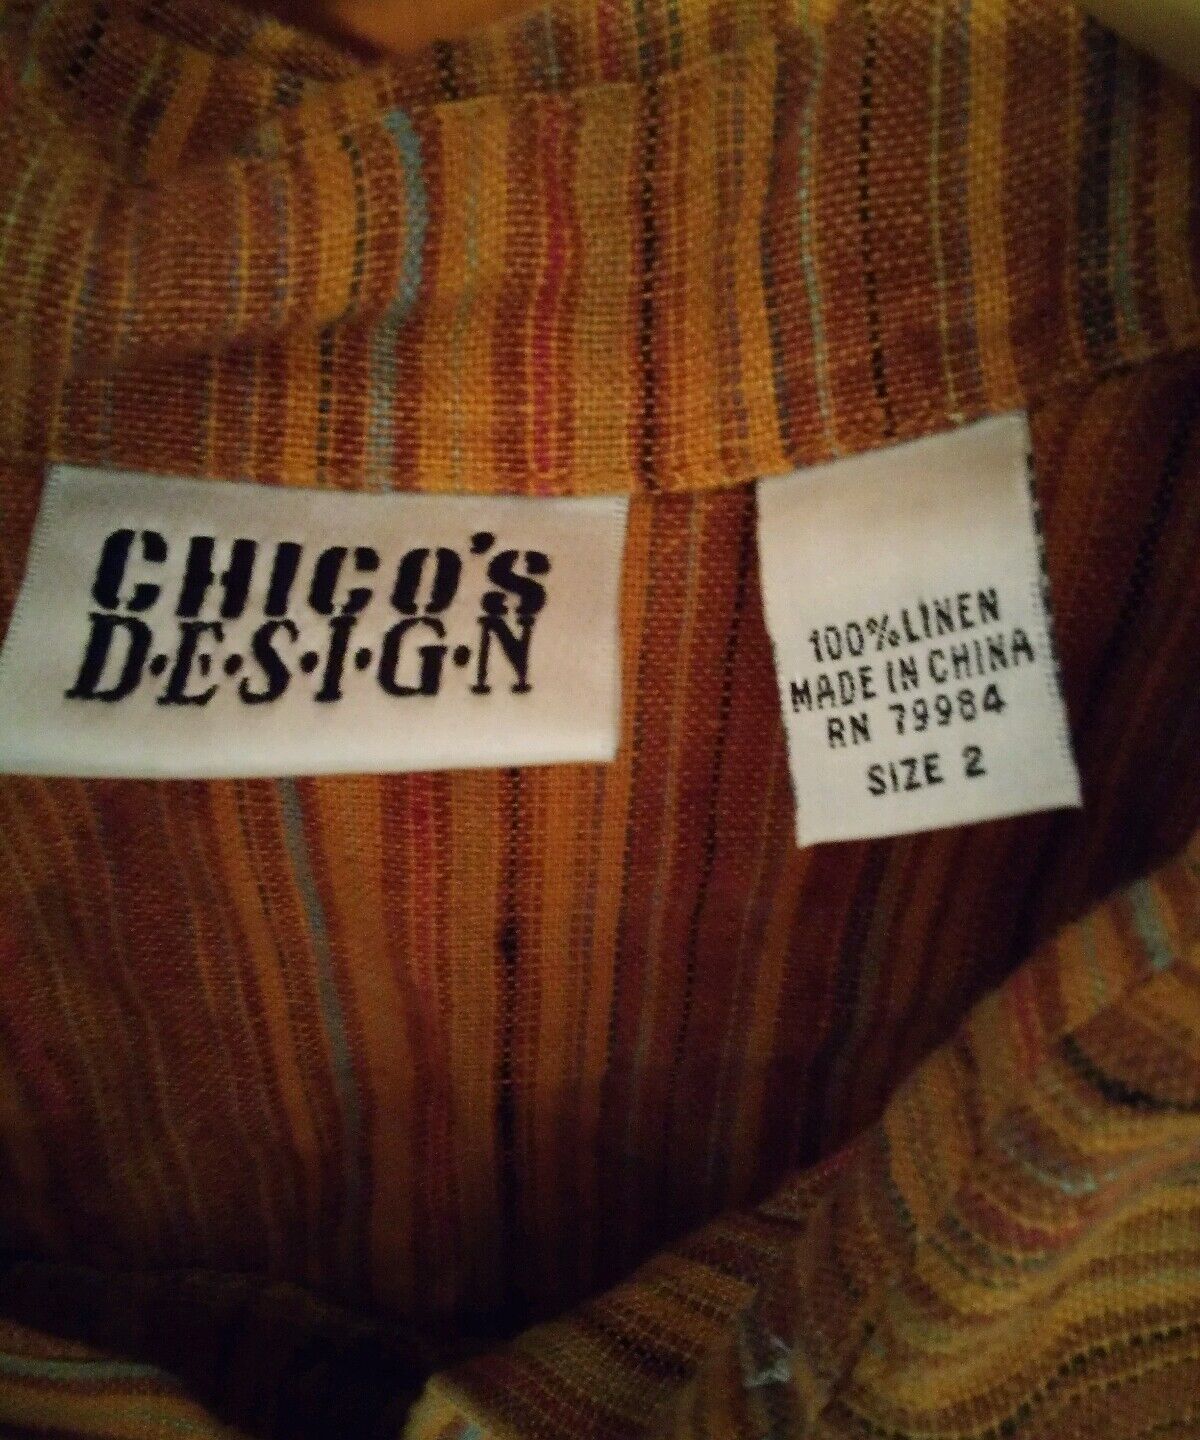 CHICO'S
D·E·S·I·G·N
100% LINEN
MADE IN CHINA
RN 79984
SIZE 2